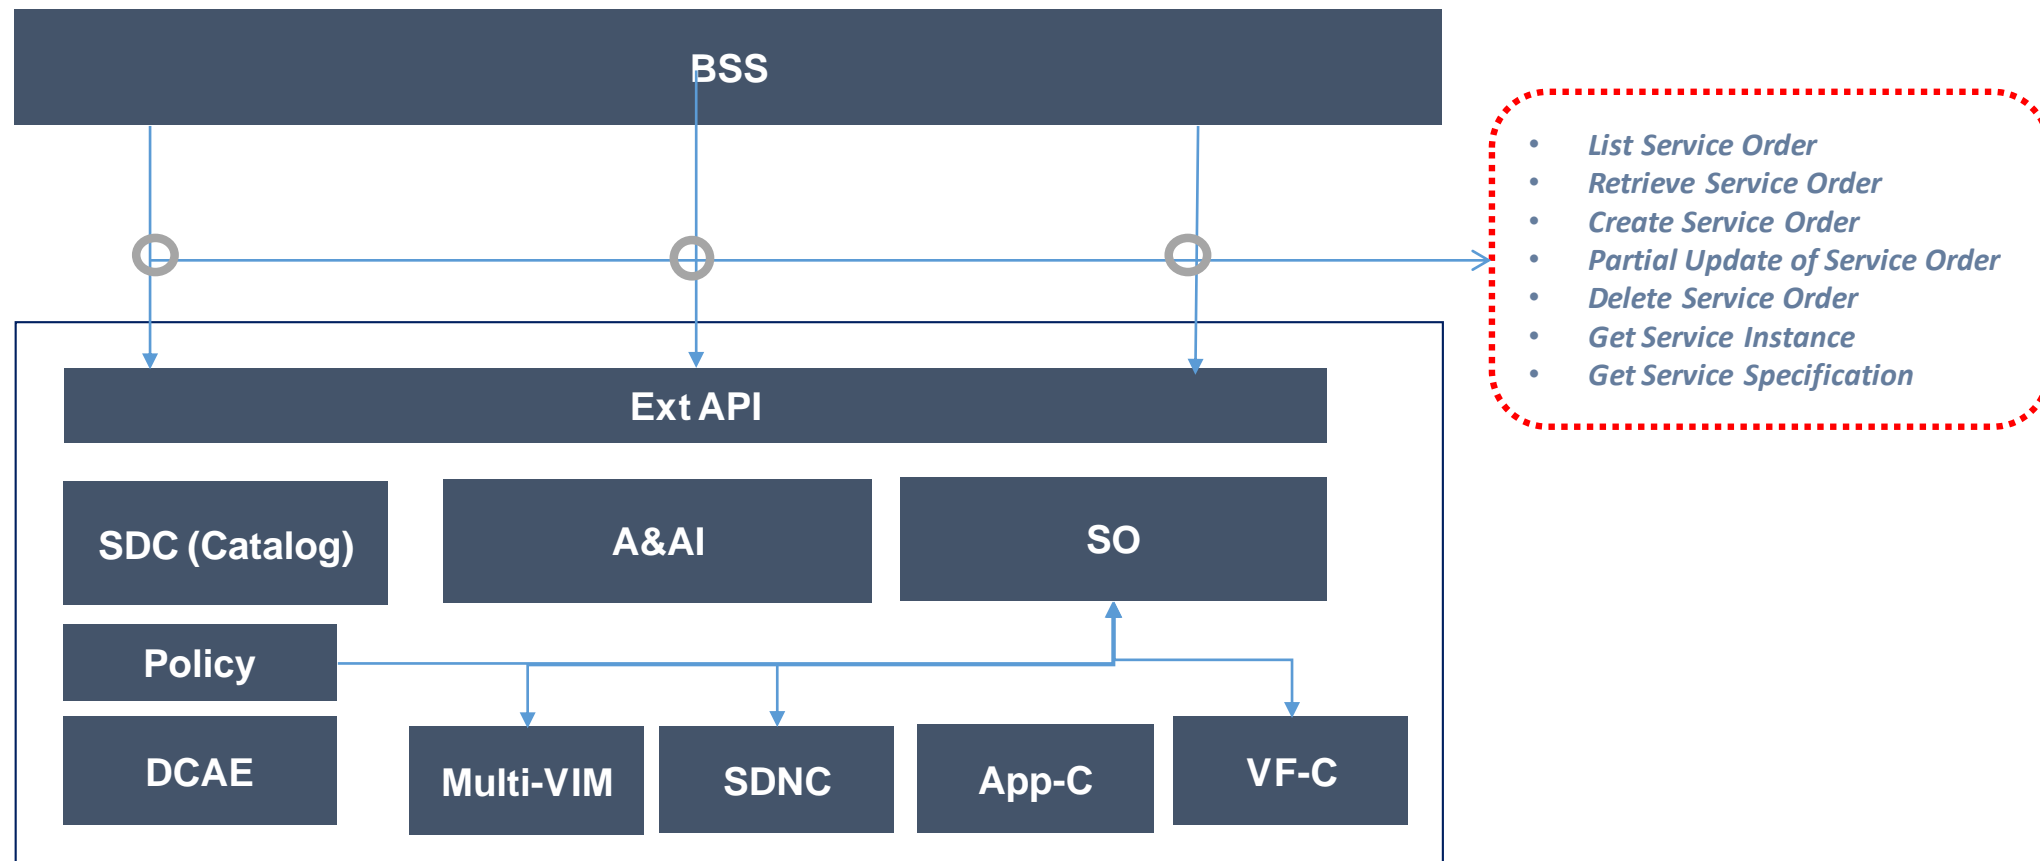 BSS
• List Service Order
• Retrieve Service Order
• Create Service Order
• Partial Update of Service Order
• Delete Service Order
• Get Service Instance
• Get Service Specification
Ext API
SDC (Catalog)
A&AI
SO
Policy
DCAE
Multi-VIM
SDNC
App-C
VF-C